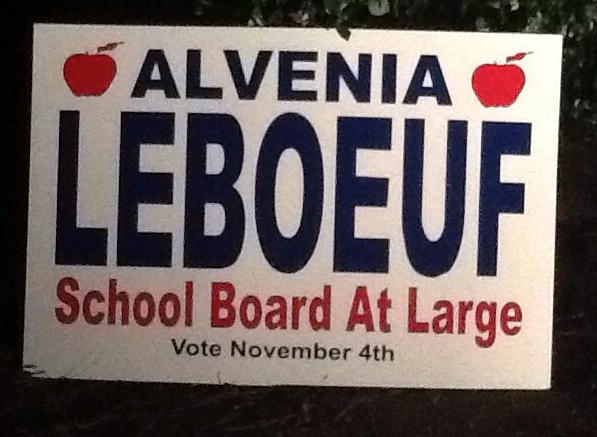 ALVENIA
LEBOEUF
School Board At Large
Vote November 4th